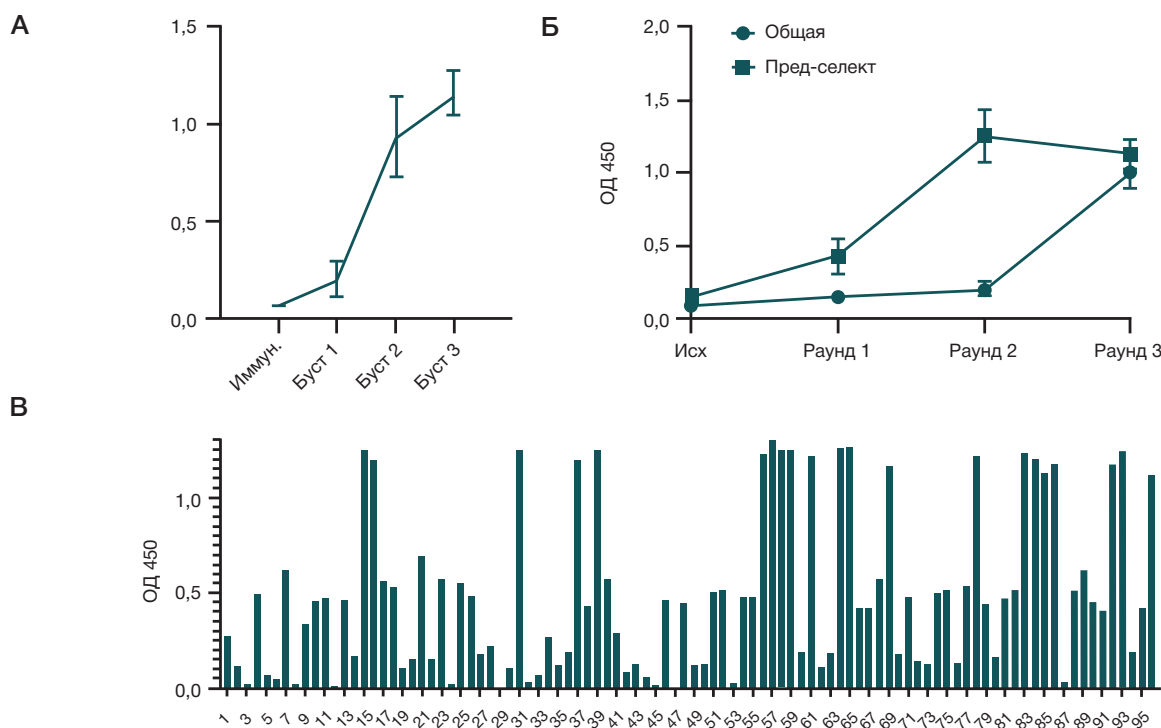 А
1,5
1,0
0,5
0,0
Иммун.
Буст 1
Буст 2
Буст 3
Б
Общая
Пред-селект
ОД 450
2,0
1,5
1,0
0,5
0,0
Исх
Раунд 1
Раунд 2
Раунд 3
В
ОД 450
1,0
0,5
0,0
1 3 5 7 9 11 13 15 17 19 21 23 25 27 29 31 33 35 37 39 41 43 45 47 49 51 53 55 57 59 61 63 65 67 69 71 73 75 77 79 81 83 85 87 89 91 93 95